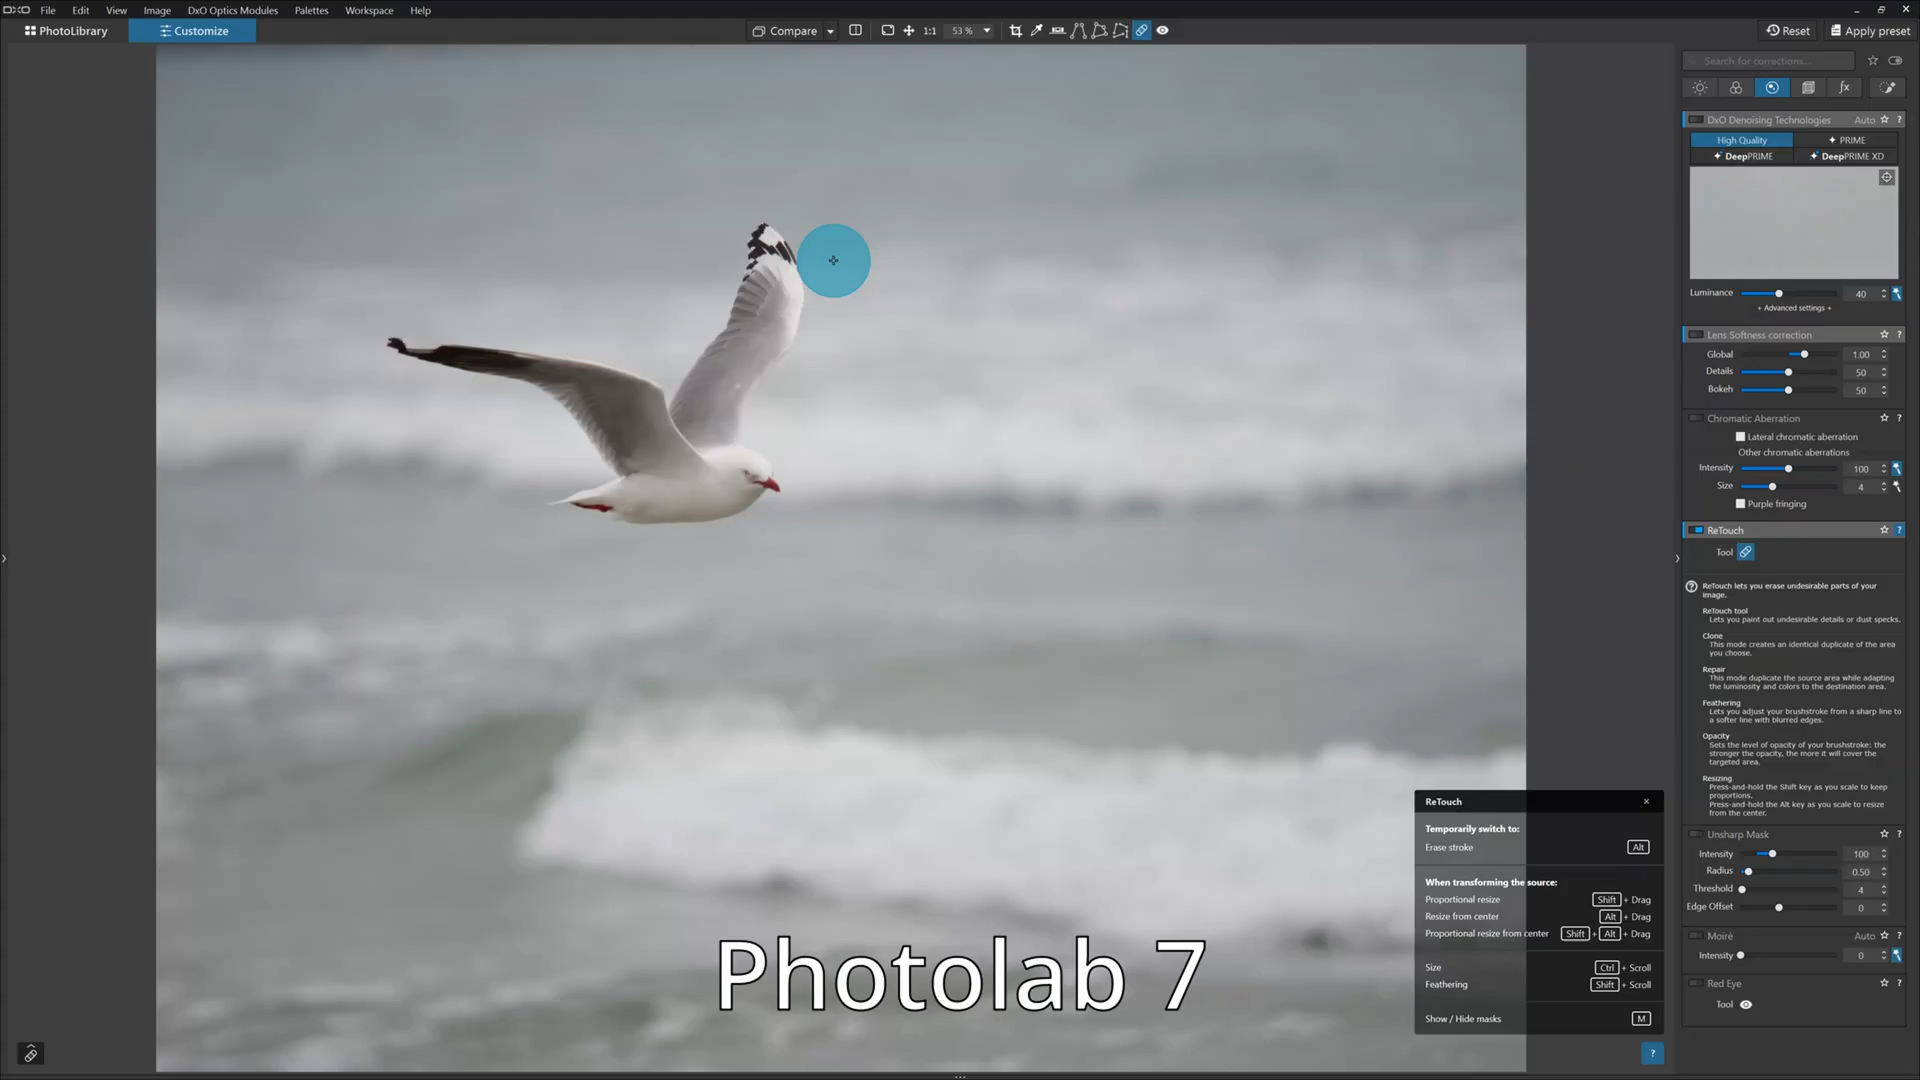 DXO File Edit View Image DxO Optics Modules Palettes Workspace Help
PhotoLibrary Customize Compare 1:1 53 % Reset Apply preset
Search for corrections...
fx
DxO Denoising Technologies Auto ?
High Quality PRIME
DeepPRIME DeepPRIME XD
Luminance 40
+ Advanced settings +
Lens Softness correction ?
Global 1.00
Details 50
Bokeh 50
Chromatic Aberration ?
Lateral chromatic aberration
Other chromatic aberrations
Intensity 100
Size 4
Purple fringing
ReTouch ?
Tool
? ReTouch lets you erase undesirable parts of your
image.
ReTouch tool
Lets you paint out undesirable details or dust specks.
Clone
This mode creates an identical duplicate of the area
you choose.
Repair
This mode duplicate the source area while adapting
the luminosity and colors to the destination area.
Feathering
Lets you adjust your brushstroke from a sharp line to
a softer line with blurred edges.
Opacity
Sets the level of opacity of your brushstroke: the
stronger the opacity, the more it will cover the
targeted area.
Resizing
Press-and-hold the Shift key as you scale to keep
proportions.
Press-and-hold the Alt key as you scale to resize
from the center.
Unsharp Mask ?
Intensity 100
Radius 0.50
Threshold 4
Edge Offset 0
Moiré Auto ?
Intensity 0
Red Eye ?
Tool
ReTouch ×
Temporarily switch to:
Erase stroke Alt
When transforming the source:
Proportional resize Shift + Drag
Resize from center Alt + Drag
Proportional resize from center Shift + Alt + Drag
Size Ctrl + Scroll
Feathering Shift + Scroll
Show / Hide masks M
?
Photolab 7